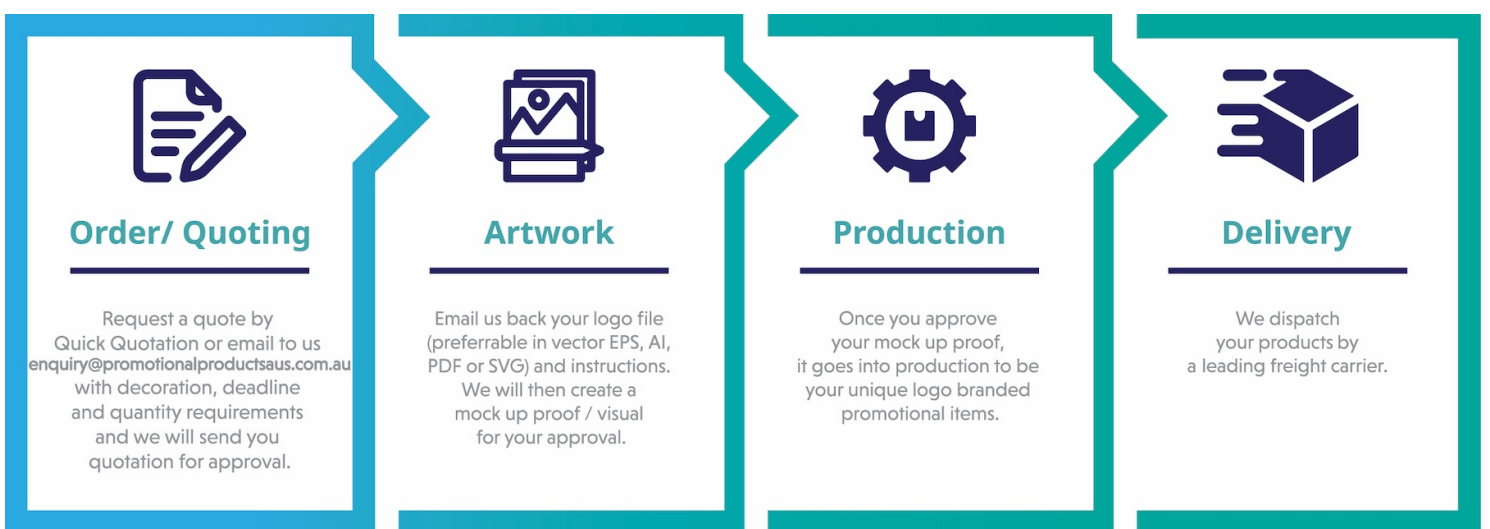 Order/ Quoting
Request a quote by
Quick Quotation or email to us
enquiry@promotionalproductsaus.com.au
with decoration, deadline
and quantity requirements
and we will send you
quotation for approval.
Artwork
Email us back your logo file
(preferrable in vector EPS, AI,
PDF or SVG) and instructions.
We will then create a
mock up proof / visual
for your approval.
Production
Once you approve
your mock up proof,
it goes into production to be
your unique logo branded
promotional items.
Delivery
We dispatch
your products by
a leading freight carrier.